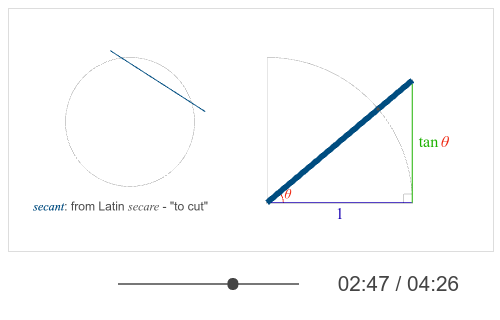 tan θ
θ
secant: from Latin secare - "to cut"
1
02:47 / 04:26